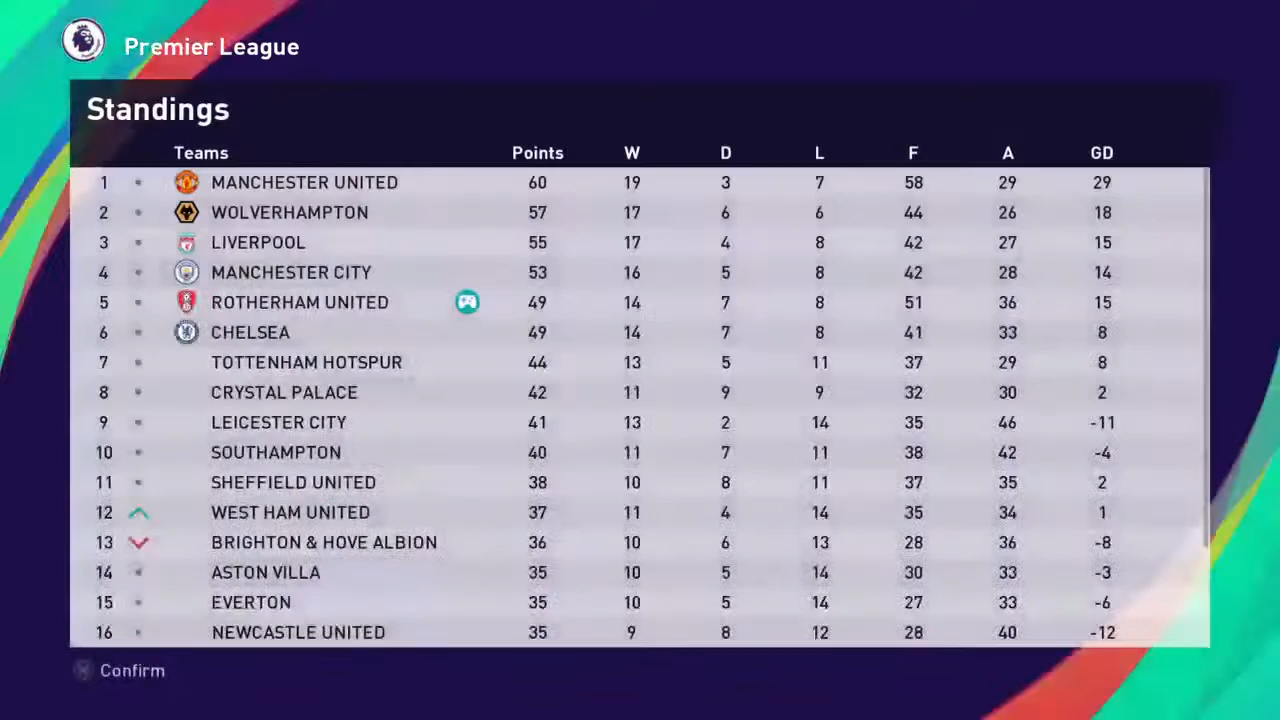 Premier League
Standings
Teams Points W D L F A GD
1 MANCHESTER UNITED 60 19 3 7 58 29 29
2 WOLVERHAMPTON 57 17 6 6 44 26 18
3 LIVERPOOL 55 17 4 8 42 27 15
4 MANCHESTER CITY 53 16 5 8 42 28 14
5 ROTHERHAM UNITED 49 14 7 8 51 36 15
6 CHELSEA 49 14 7 8 41 33 8
7 TOTTENHAM HOTSPUR 44 13 5 11 37 29 8
8 CRYSTAL PALACE 42 11 9 9 32 30 2
9 LEICESTER CITY 41 13 2 14 35 46 -11
10 SOUTHAMPTON 40 11 7 11 38 42 -4
11 SHEFFIELD UNITED 38 10 8 11 37 35 2
12 WEST HAM UNITED 37 11 4 14 35 34 1
13 BRIGHTON & HOVE ALBION 36 10 6 13 28 36 -8
14 ASTON VILLA 35 10 5 14 30 33 -3
15 EVERTON 35 10 5 14 27 33 -6
16 NEWCASTLE UNITED 35 9 8 12 28 40 -12
Confirm